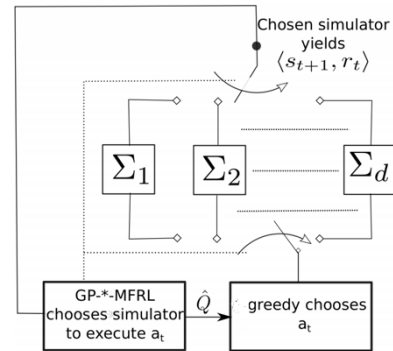 Chosen simulator
yields
⟨s_{t+1}, r_t⟩
Σ_1 Σ_2 Σ_d
GP-*-MFRL
chooses simulator
to execute a_t
Q̂
greedy chooses
a_t